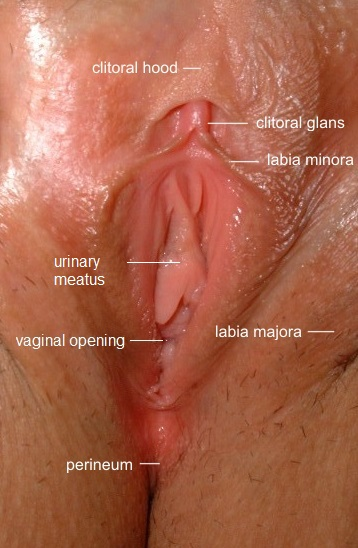 clitoral hood
clitoral glans
labia minora
urinary
meatus
labia majora
vaginal opening
perineum